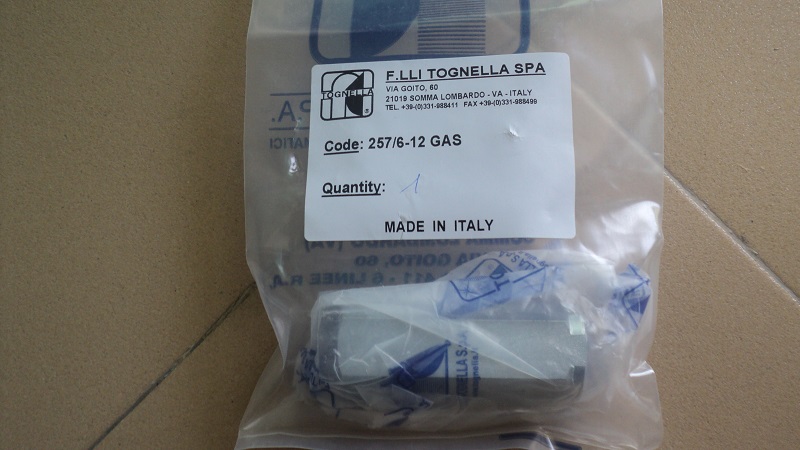 TOGNELLA
®
F.LLI TOGNELLA SPA
VIA GOITO, 60
21019 SOMMA LOMBARDO - VA - ITALY
TEL. +39-(0)331-988411 FAX +39-(0)331-988499
Code: 257/6-12 GAS
Quantity: 1
MADE IN ITALY